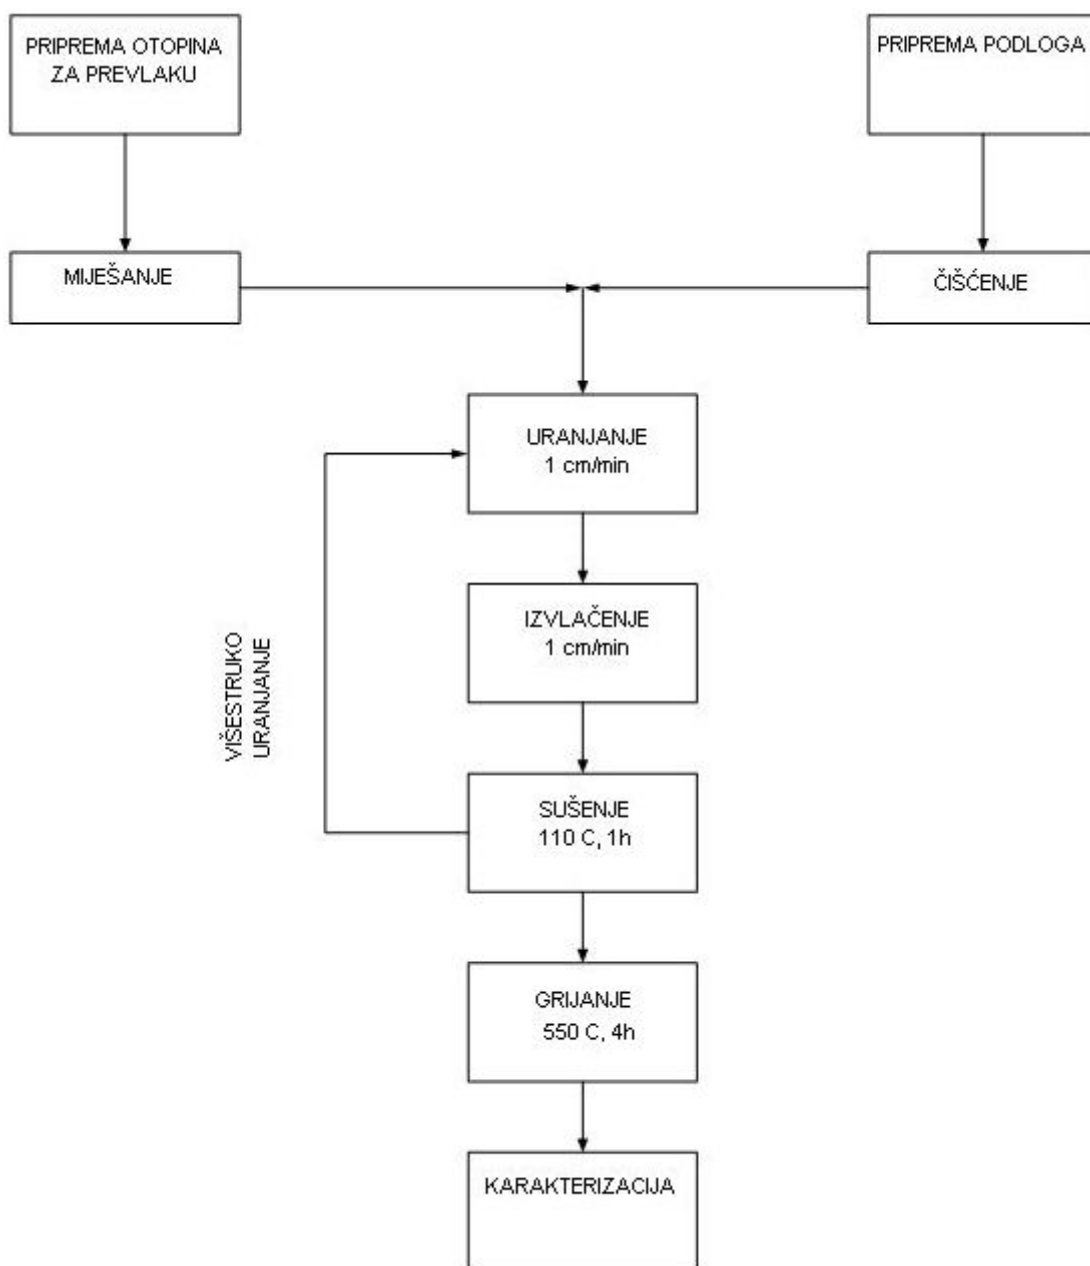 PRIPREMA OTOPINA
ZA PREVLAKU
PRIPREMA PODLOGA
MIJEŠANJE
ČIŠĆENJE
URANJANJE
1 cm/min
IZVLAČENJE
1 cm/min
VIŠESTRUKO
URANJANJE
SUŠENJE
110 C, 1h
GRIJANJE
550 C, 4h
KARAKTERIZACIJA